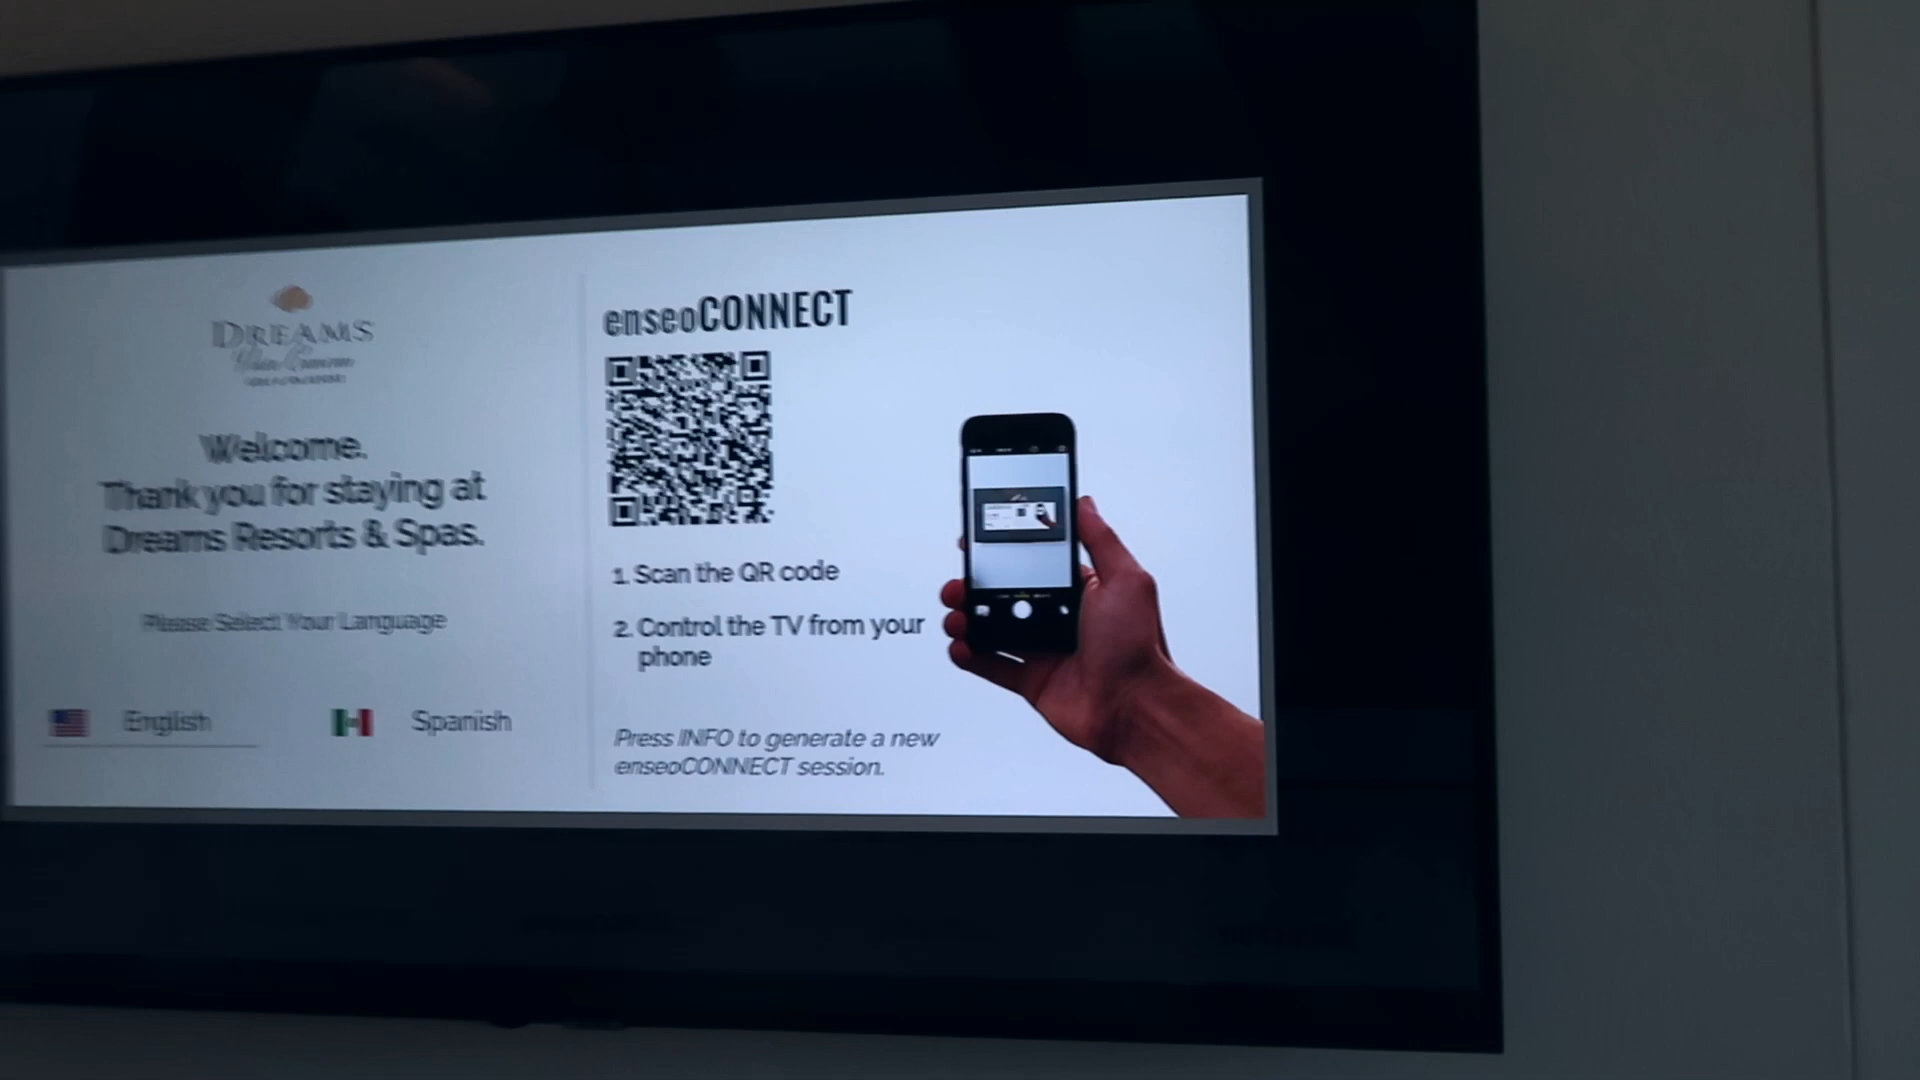 DREAMS
Welcome.
Thank you for staying at
Dreams Resorts & Spas.
Please Select Your Language
English
Spanish
enseoCONNECT
1. Scan the QR code
2. Control the TV from your
phone
Press INFO to generate a new
enseoCONNECT session.